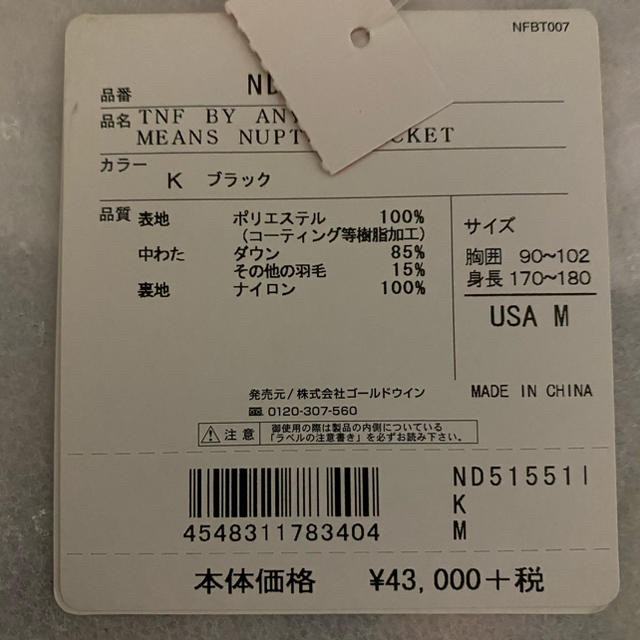 NFBT007
品番 ND
品名 TNF BY ANY
MEANS NUPT CKET
カラー
K ブラック
品質 表地 ポリエステル 100%
(コーティング等樹脂加工)
中わた ダウン 85%
その他の羽毛 15%
裏地 ナイロン 100%
サイズ
胸囲 90~102
身長 170~180
USA M
MADE IN CHINA
発売元/株式会社ゴールドウイン
0120-307-560
注意 御使用の際は製品の内側についている
「ラベルの注意書き」を必ずお読み下さい。
4548311783404
ND51551I
K
M
本体価格 ¥43,000+税